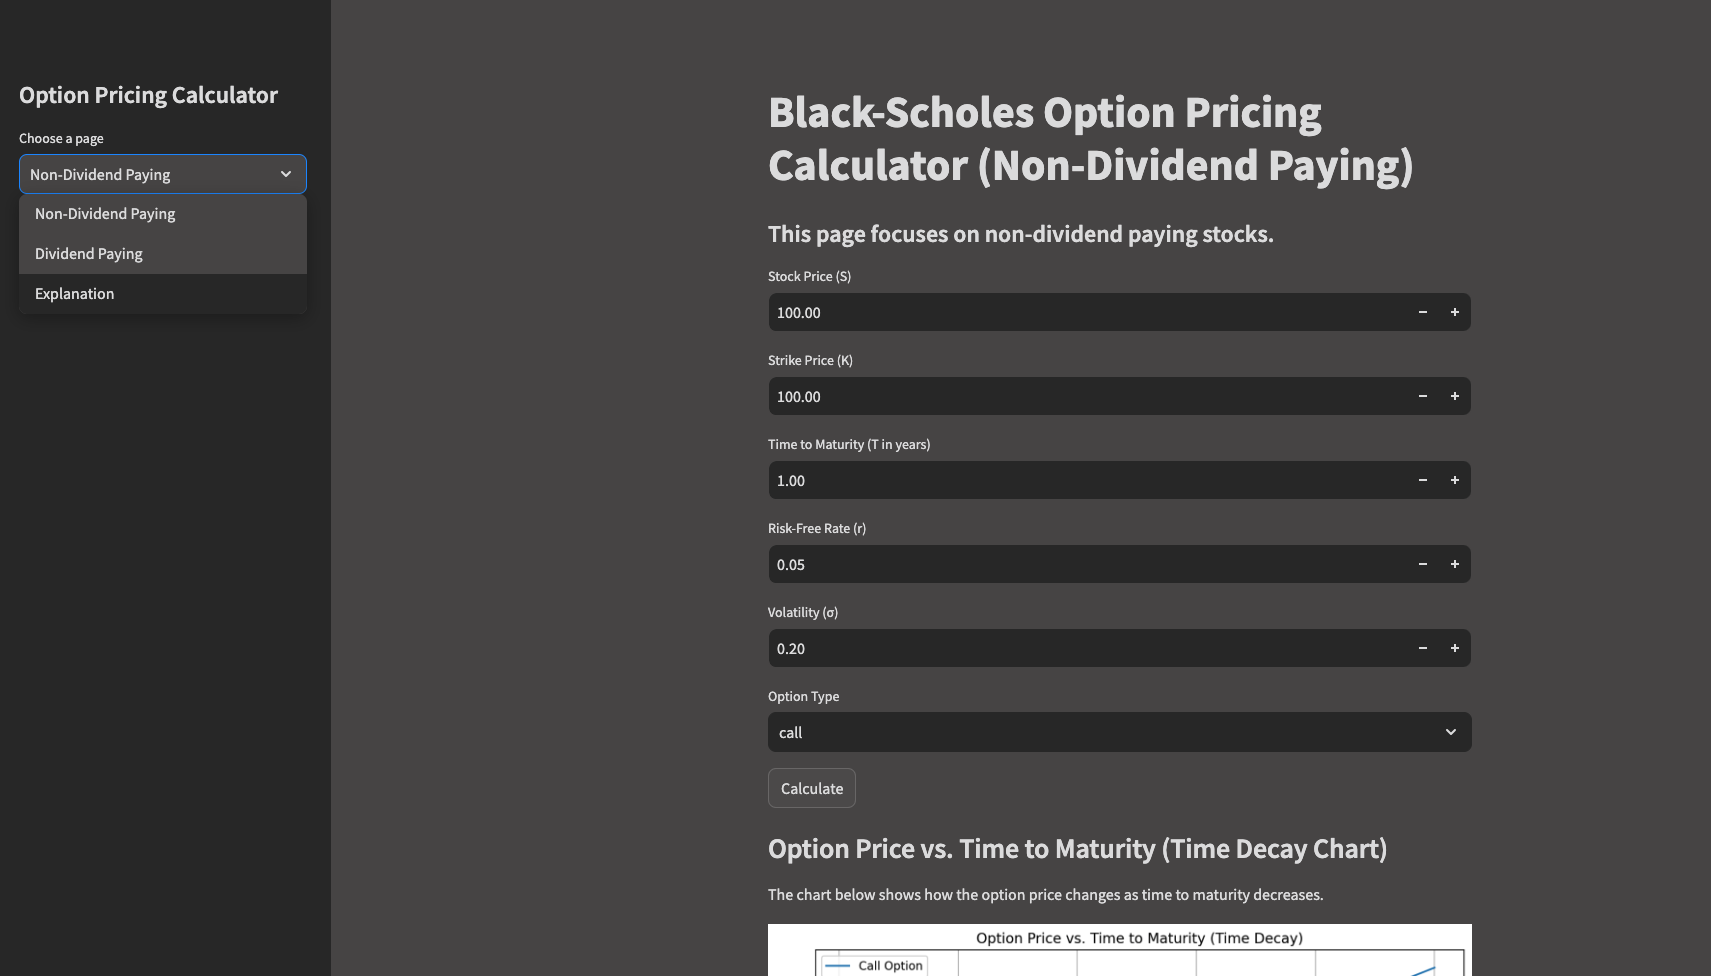 Option Pricing Calculator
Choose a page
Non-Dividend Paying
Non-Dividend Paying
Dividend Paying
Explanation
Black-Scholes Option Pricing
Calculator (Non-Dividend Paying)
This page focuses on non-dividend paying stocks.
Stock Price (S)
100.00
Strike Price (K)
100.00
Time to Maturity (T in years)
1.00
Risk-Free Rate (r)
0.05
Volatility (σ)
0.20
Option Type
call
Calculate
Option Price vs. Time to Maturity (Time Decay Chart)
The chart below shows how the option price changes as time to maturity decreases.
Option Price vs. Time to Maturity (Time Decay)
Call Option